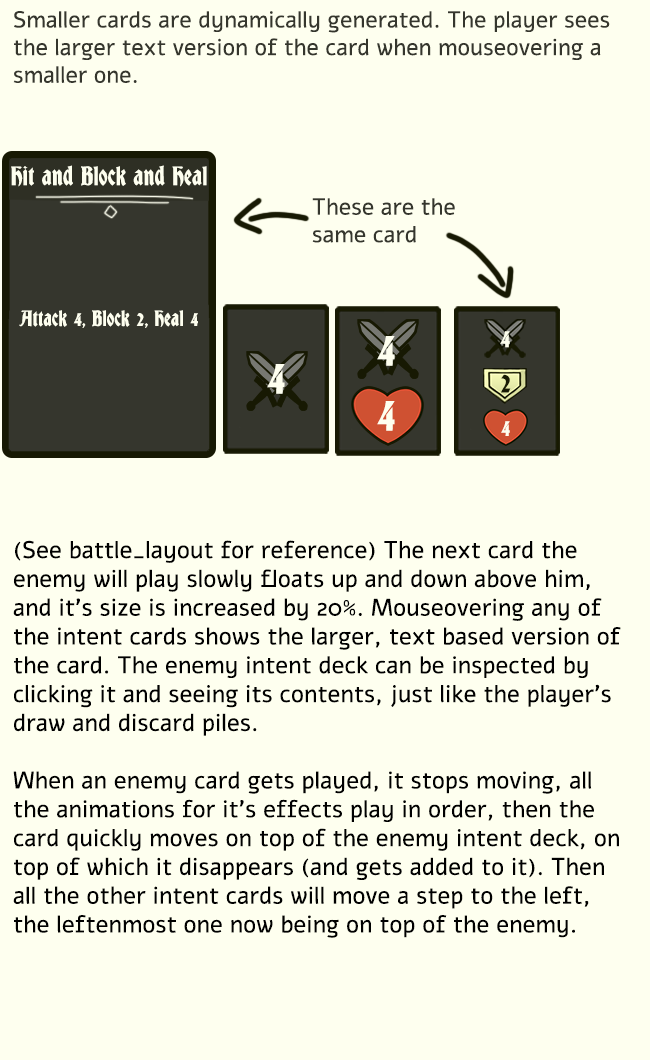 Smaller cards are dynamically generated. The player sees
the larger text version of the card when mouseovering a
smaller one.
Hit and Block and Heal
These are the
same card
Attack 4, Block 2, Heal 4
4
4
4
4
2
4
(See battle_layout for reference) The next card the
enemy will play slowly floats up and down above him,
and it's size is increased by 20%. Mouseovering any of
the intent cards shows the larger, text based version of
the card. The enemy intent deck can be inspected by
clicking it and seeing its contents, just like the player's
draw and discard piles.
When an enemy card gets played, it stops moving, all
the animations for it's effects play in order, then the
card quickly moves on top of the enemy intent deck, on
top of which it disappears (and gets added to it). Then
all the other intent cards will move a step to the left,
the leftenmost one now being on top of the enemy.